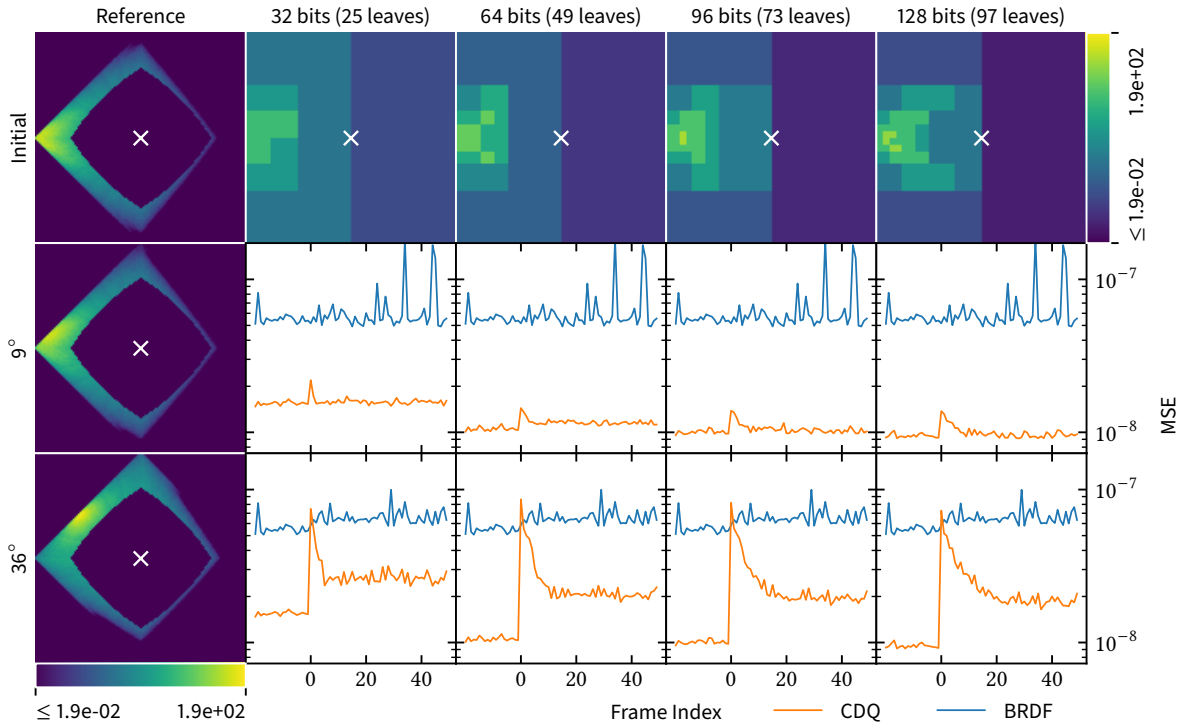 Reference 32 bits (25 leaves) 64 bits (49 leaves) 96 bits (73 leaves) 128 bits (97 leaves)
Initial
≤ 1.9e-02 1.9e+02
9°
10⁻⁷
10⁻⁸
MSE
36°
10⁻⁷
10⁻⁸
0 20 40 0 20 40 0 20 40 0 20 40
≤ 1.9e-02 1.9e+02
Frame Index CDQ BRDF